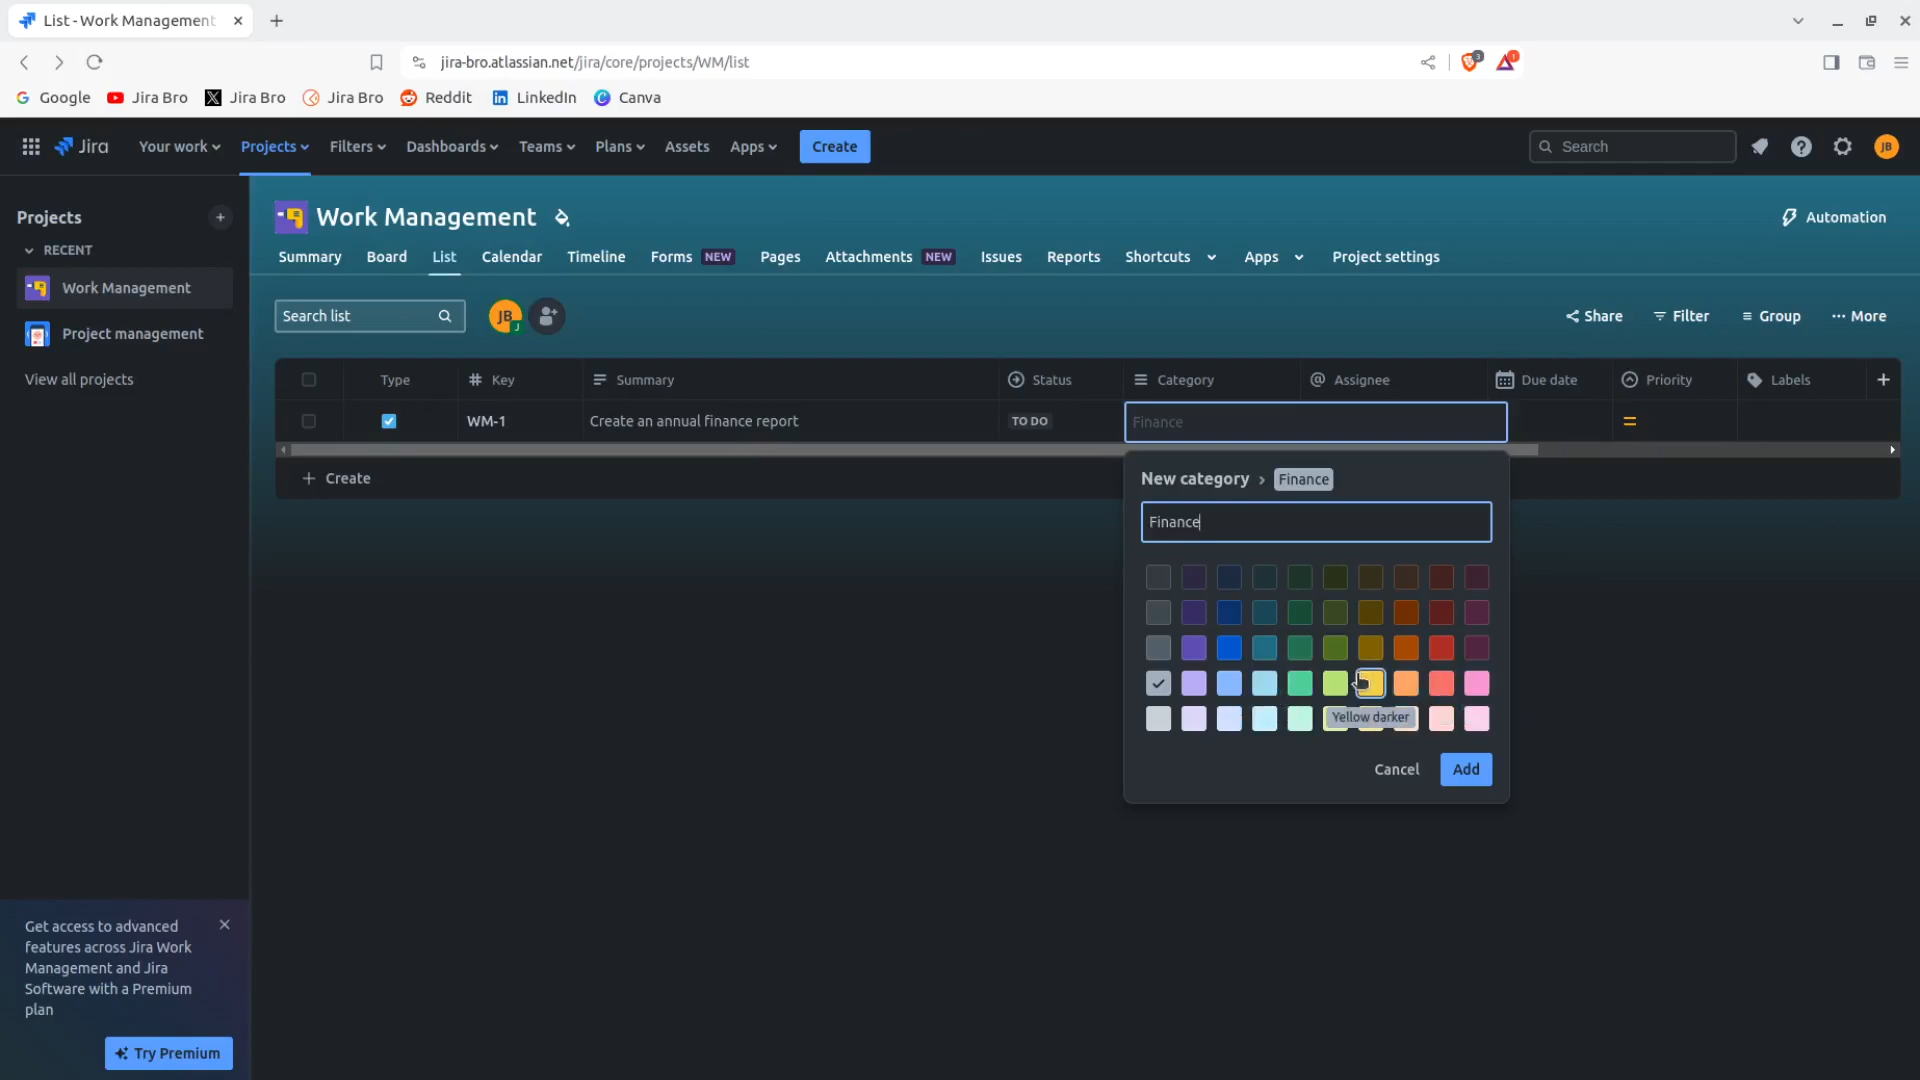 List - Work Management
jira-bro.atlassian.net/jira/core/projects/WM/list
3
1
Google
Jira Bro
Jira Bro
Jira Bro
Reddit
LinkedIn
Canva
Jira
Your work
Projects
Filters
Dashboards
Teams
Plans
Assets
Apps
Create
Search
JB
Projects
RECENT
Work Management
Project management
View all projects
Work Management
Automation
Summary
Board
List
Calendar
Timeline
Forms NEW
Pages
Attachments NEW
Issues
Reports
Shortcuts
Apps
Project settings
Search list
JB
J
Share
Filter
Group
More
Type
Key
Summary
Status
Category
Assignee
Due date
Priority
Labels
WM-1
Create an annual finance report
TO DO
Finance
Create
New category › Finance
Finance
Yellow darker
Cancel
Add
Get access to advanced
features across Jira Work
Management and Jira
Software with a Premium
plan
Try Premium